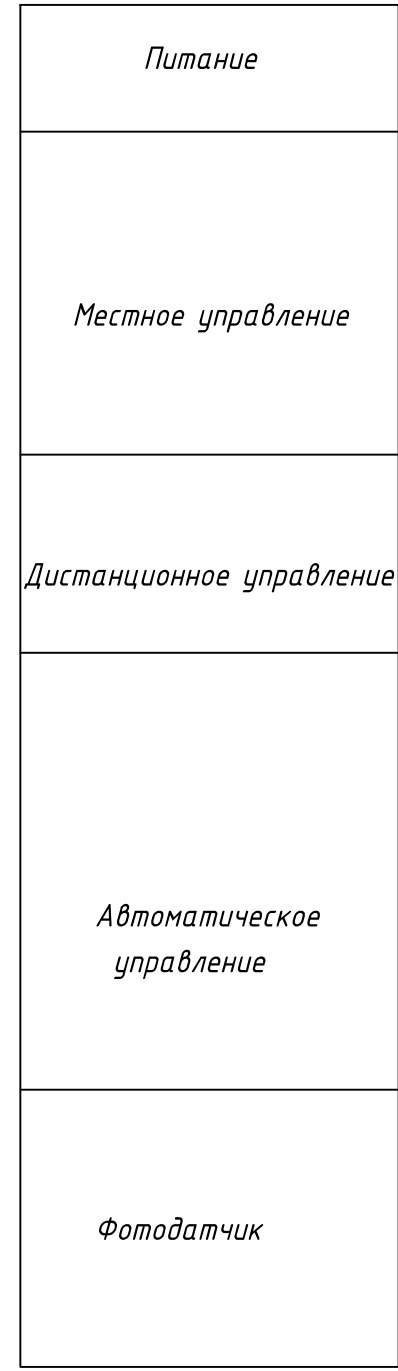 Питание
Местное управление
Дистанционное управление
Автоматическое
управление
Фотодатчик